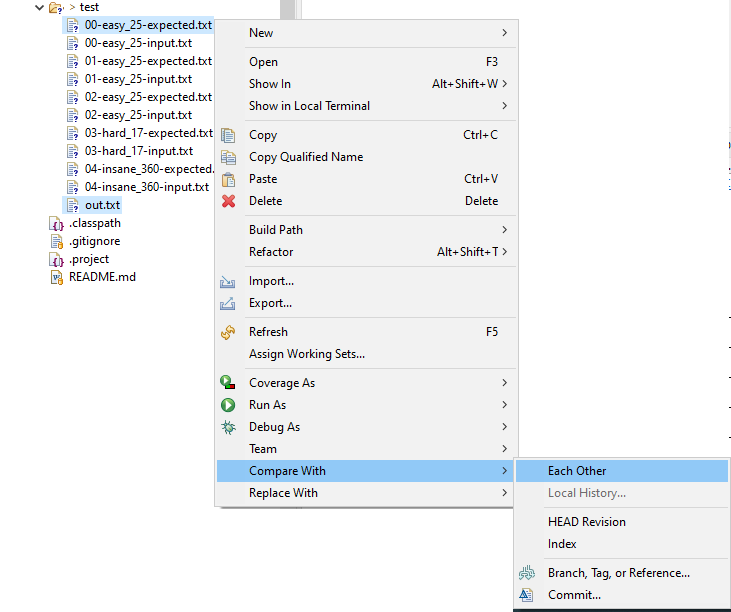 > test
00-easy_25-expected.txt
00-easy_25-input.txt
01-easy_25-expected.txt
01-easy_25-input.txt
02-easy_25-expected.txt
02-easy_25-input.txt
03-hard_17-expected.txt
03-hard_17-input.txt
04-insane_360-expected.
04-insane_360-input.txt
out.txt
.classpath
.gitignore
.project
README.md
New
Open F3
Show In Alt+Shift+W
Show in Local Terminal
Copy Ctrl+C
Copy Qualified Name
Paste Ctrl+V
Delete Delete
Build Path
Refactor Alt+Shift+T
Import...
Export...
Refresh F5
Assign Working Sets...
Coverage As
Run As
Debug As
Team
Compare With
Replace With
Each Other
Local History...
HEAD Revision
Index
Branch, Tag, or Reference...
Commit...